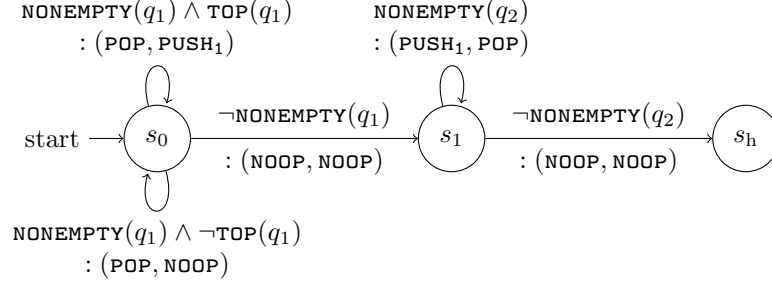 NONEMPTY(q₁) ∧ TOP(q₁)
: (POP, PUSH₁)
NONEMPTY(q₂)
: (PUSH₁, POP)
start
s₀
¬NONEMPTY(q₁)
: (NOOP, NOOP)
s₁
¬NONEMPTY(q₂)
: (NOOP, NOOP)
sₕ
NONEMPTY(q₁) ∧ ¬TOP(q₁)
: (POP, NOOP)